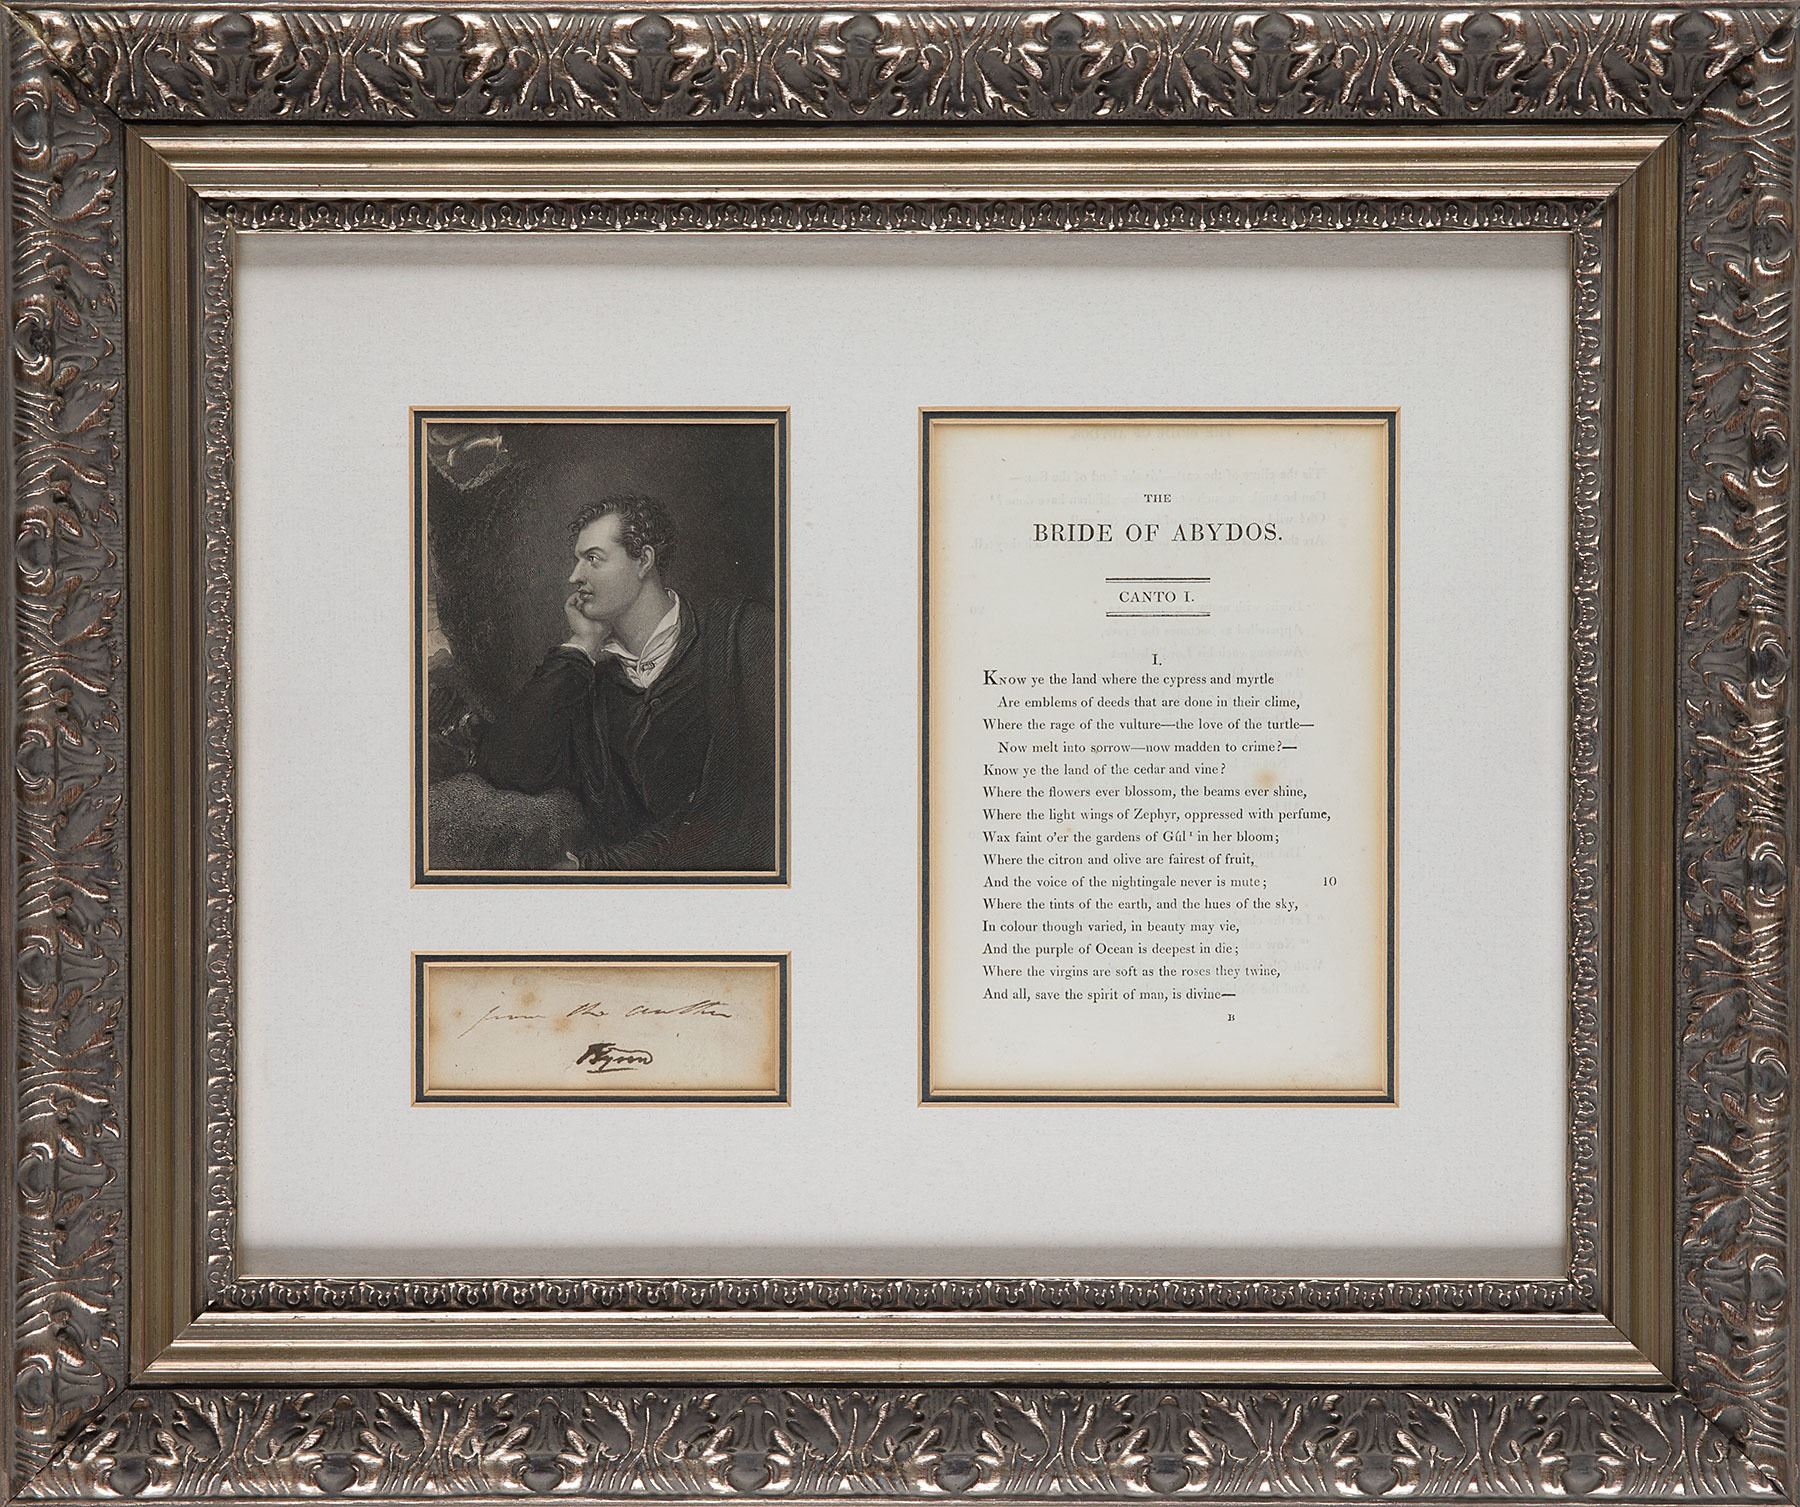 from the author
Byron
THE
BRIDE OF ABYDOS.
CANTO I.
I.
KNOW ye the land where the cypress and myrtle
Are emblems of deeds that are done in their clime,
Where the rage of the vulture—the love of the turtle—
Now melt into sorrow—now madden to crime?—
Know ye the land of the cedar and vine?
Where the flowers ever blossom, the beams ever shine,
Where the light wings of Zephyr, oppressed with perfume,
Wax faint o'er the gardens of Gúl¹ in her bloom;
Where the citron and olive are fairest of fruit,
And the voice of the nightingale never is mute; 10
Where the tints of the earth, and the hues of the sky,
In colour though varied, in beauty may vie,
And the purple of Ocean is deepest in die;
Where the virgins are soft as the roses they twine,
And all, save the spirit of man, is divine—
B